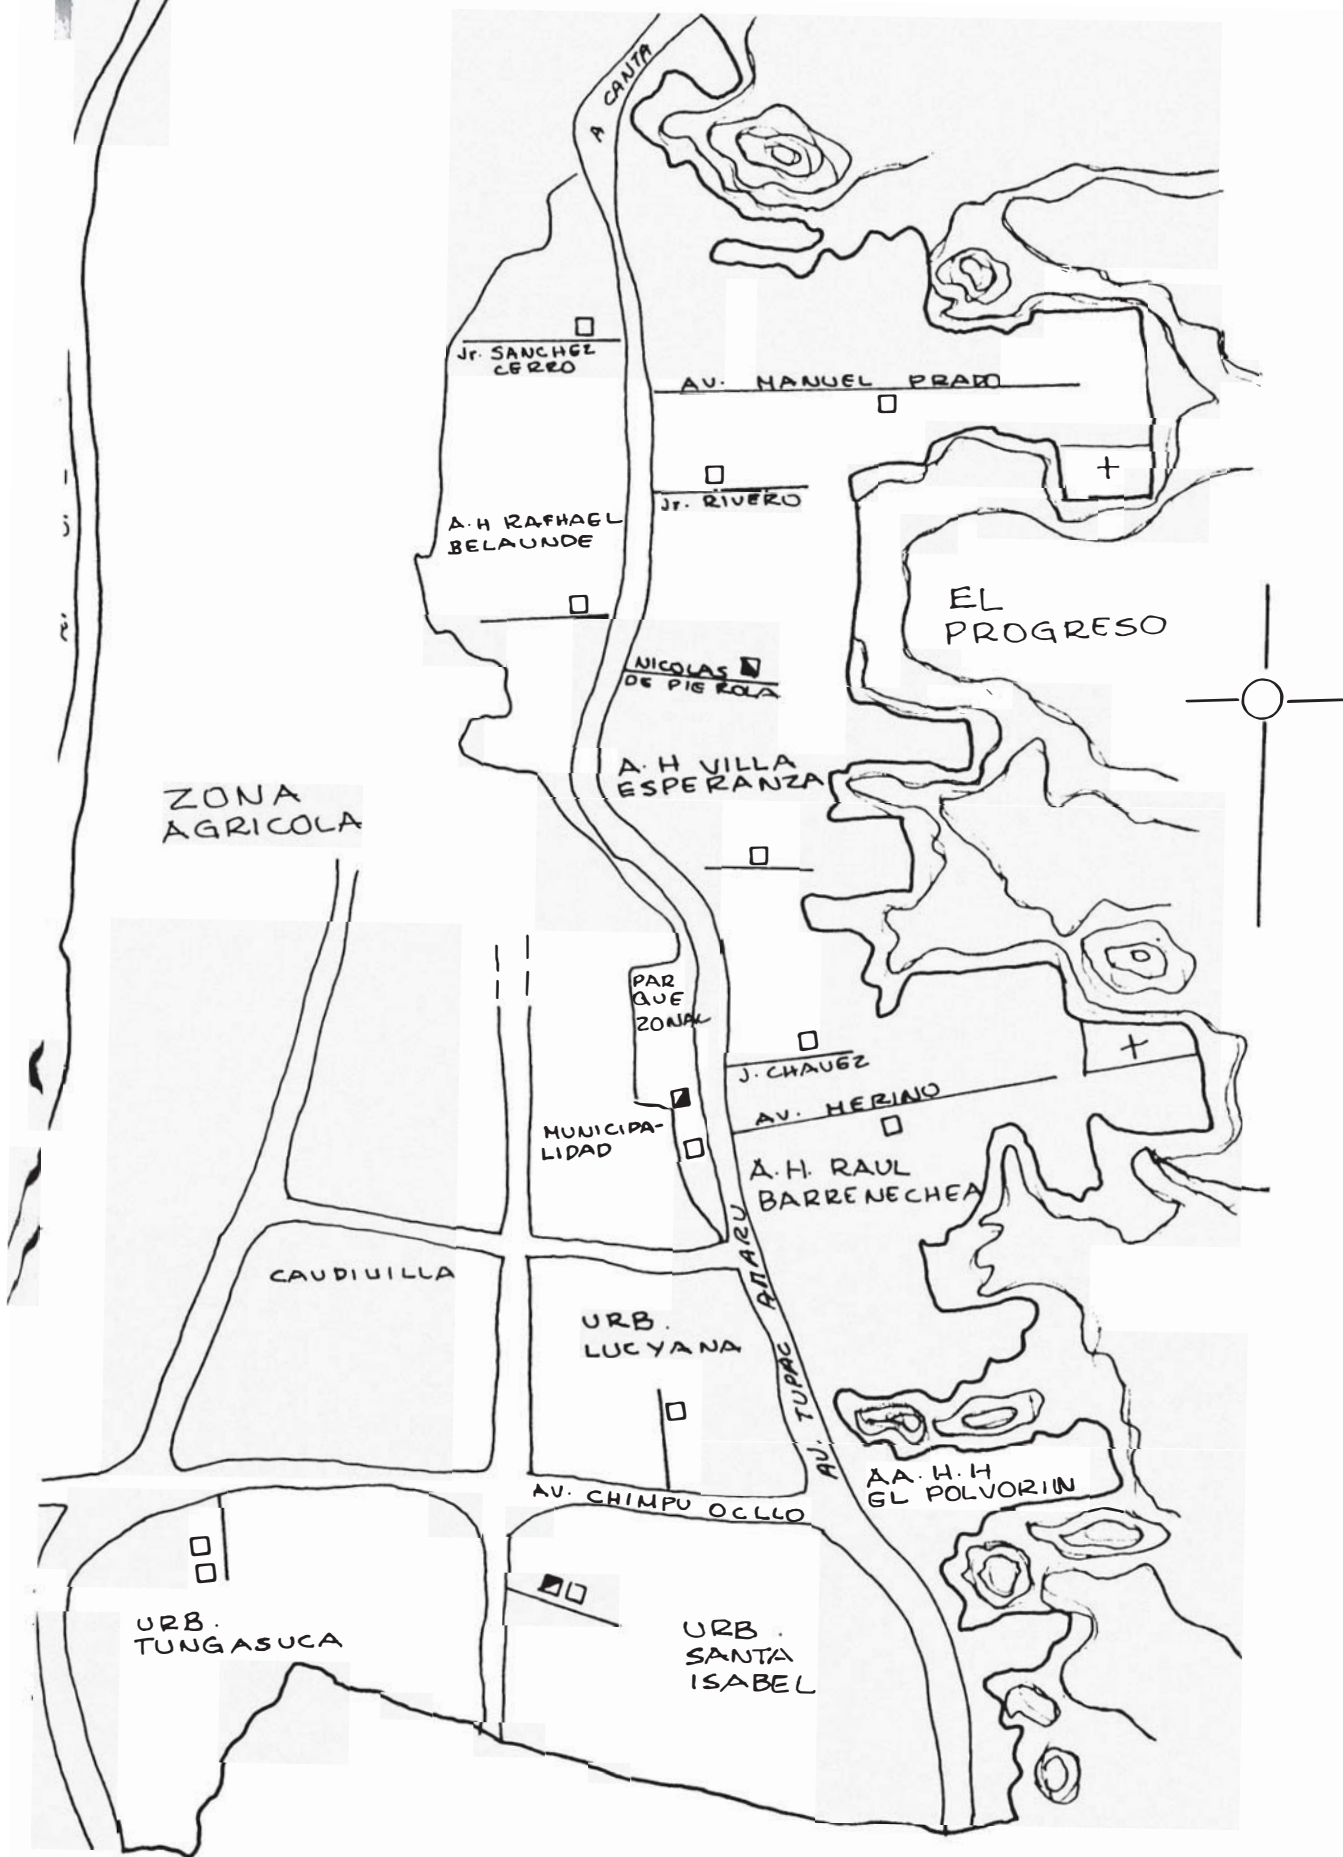 A CANTA
Jr. SANCHEZ
CERRO
AV. MANUEL PRADO
Jr. RIVERO
A.H RAFHAEL
BELAUNDE
EL
PROGRESO
NICOLAS
DE PIEROLA
A.H VILLA
ESPERANZA
ZONA
AGRICOLA
PAR
QUE
ZONAL
J. CHAVEZ
AV. MERINO
MUNICIPA-
LIDAD
A.H. RAUL
BARRENECHEA
CAUDIUILLA
URB.
LUCYANA
AV. TUPAC AMARU
AA.H.H
EL POLVORIN
AV. CHIMPU OCLLO
URB.
TUNGASUCA
URB.
SANTA
ISABEL